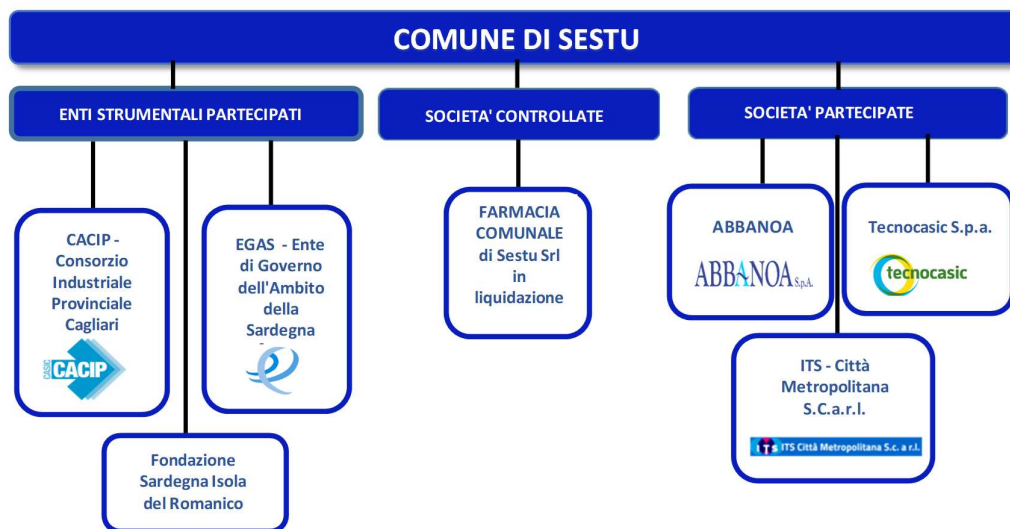 COMUNE DI SESTU
ENTI STRUMENTALI PARTECIPATI
SOCIETA' CONTROLLATE
SOCIETA' PARTECIPATE
CACIP -
Consorzio
Industriale
Provinciale
Cagliari
CASIC
CACIP
EGAS - Ente
di Governo
dell'Ambito
della
Sardegna
Fondazione
Sardegna Isola
del Romanico
FARMACIA
COMUNALE
di Sestu Srl
in
liquidazione
ABBANOA
ABBANOA S.p.A.
Tecnocasic S.p.a.
tecnocasic
ITS - Città
Metropolitana
S.C.a.r.l.
ITS ITS Città Metropolitana S.c. a r.l.